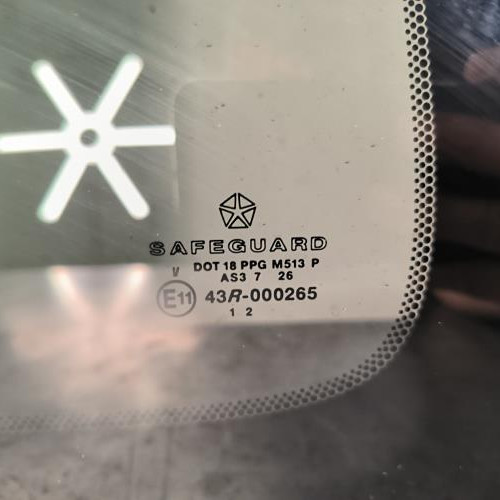 SAFEGUARD
V DOT 18 PPG M513 P
AS3 7 26
E11 43R-000265
1 2